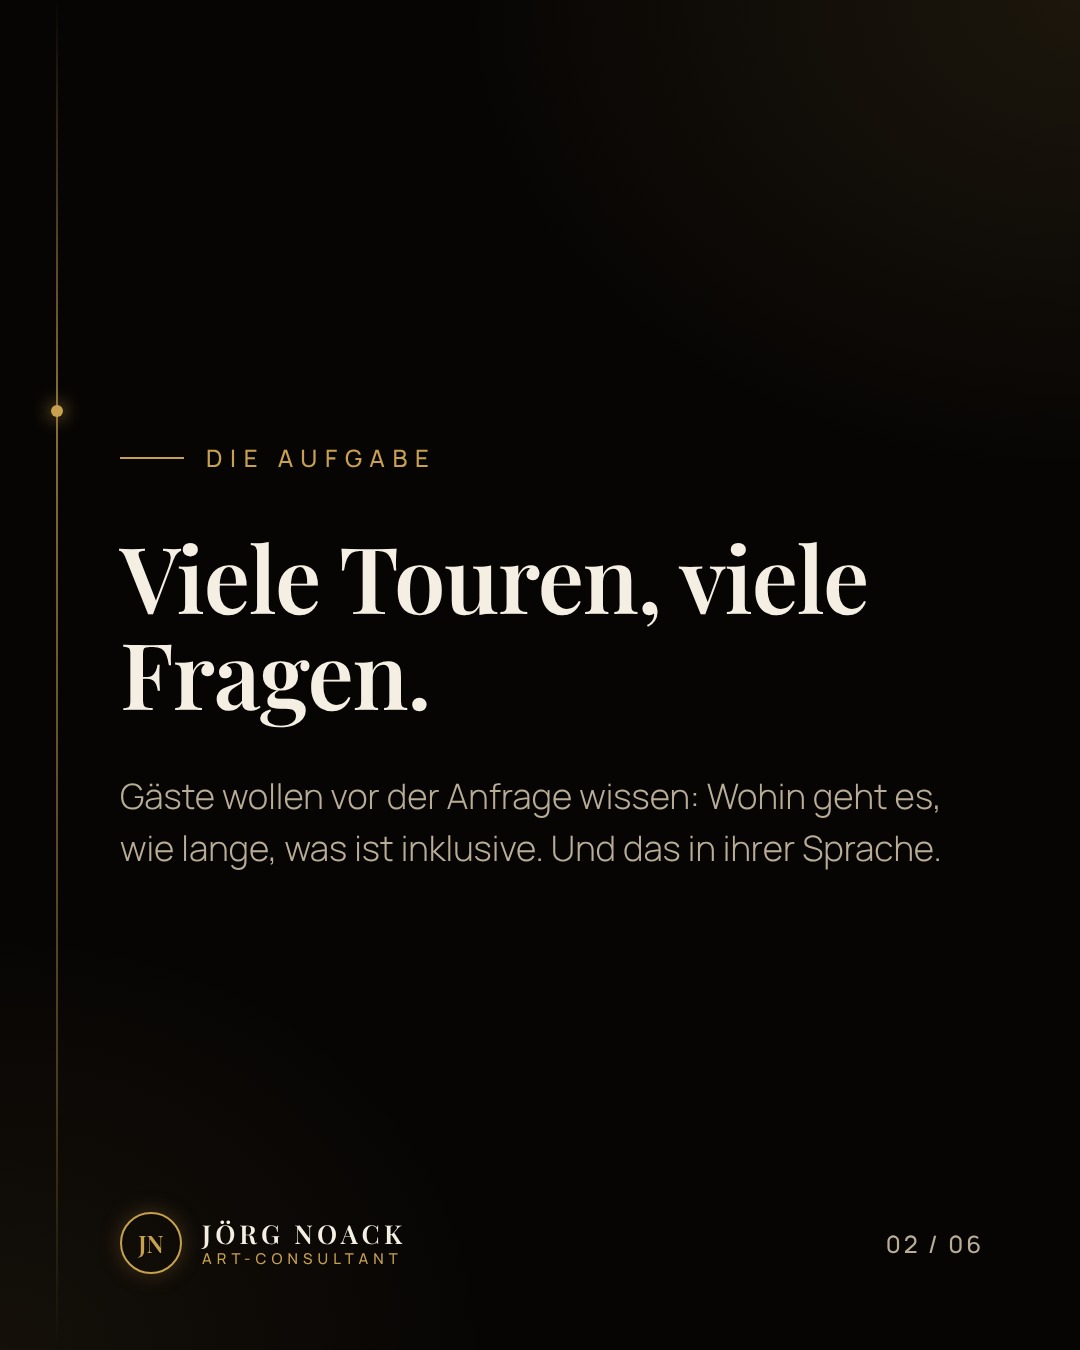 DIE AUFGABE
Viele Touren, viele
Fragen.
Gäste wollen vor der Anfrage wissen: Wohin geht es,
wie lange, was ist inklusive. Und das in ihrer Sprache.
JN
JÖRG NOACK
ART-CONSULTANT
02 / 06